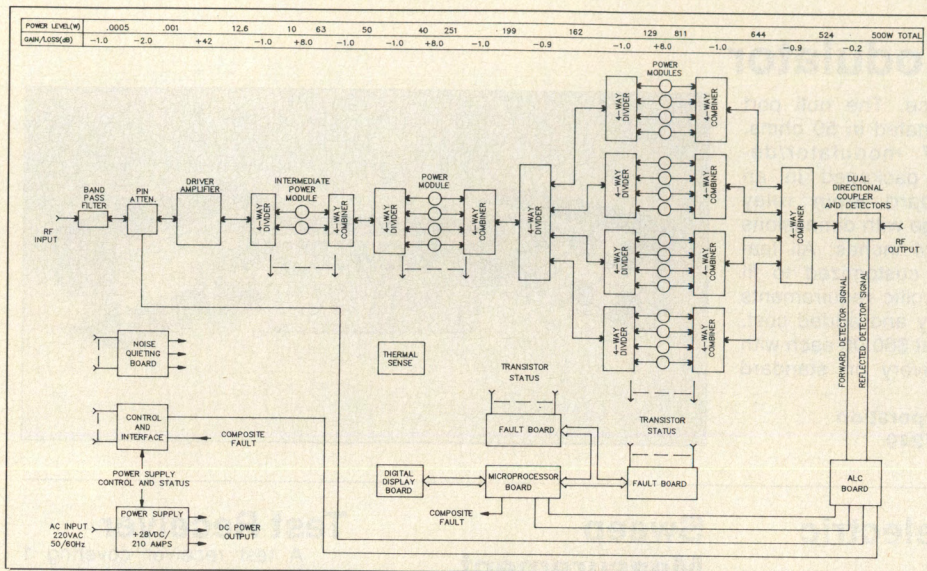 POWER LEVEL(W) .0005 .001 12.6 10 63 50 40 251 199 162 129 811 644 524 500W TOTAL
GAIN/LOSS(dB) -1.0 -2.0 +42 -1.0 +8.0 -1.0 -1.0 +8.0 -1.0 -0.9 -1.0 +8.0 -1.0 -0.9 -0.2
POWER
MODULES
4-WAY
DIVIDER
4-WAY
COMBINER
BAND
PASS
FILTER
PIN
ATTEN.
DRIVER
AMPLIFIER
INTERMEDIATE
POWER
MODULE
POWER
MODULE
DUAL
DIRECTIONAL
COUPLER
AND DETECTORS
RF
INPUT
4-WAY
DIVIDER
4-WAY
COMBINER
4-WAY
DIVIDER
4-WAY
COMBINER
4-WAY
DIVIDER
4-WAY
DIVIDER
4-WAY
COMBINER
4-WAY
COMBINER
RF
OUTPUT
4-WAY
DIVIDER
4-WAY
COMBINER
4-WAY
DIVIDER
4-WAY
COMBINER
FORWARD DETECTOR SIGNAL
REFLECTED DETECTOR SIGNAL
NOISE
QUIETING
BOARD
THERMAL
SENSE
TRANSISTOR
STATUS
TRANSISTOR
STATUS
CONTROL
AND
INTERFACE
COMPOSITE
FAULT
FAULT BOARD
POWER SUPPLY
CONTROL AND STATUS
DIGITAL
DISPLAY
BOARD
MICROPROCESSOR
BOARD
FAULT BOARD
ALC
BOARD
COMPOSITE
FAULT
AC INPUT
220VAC
50/60Hz
POWER SUPPLY
+28VDC/
210 AMPS
DC POWER
OUTPUT